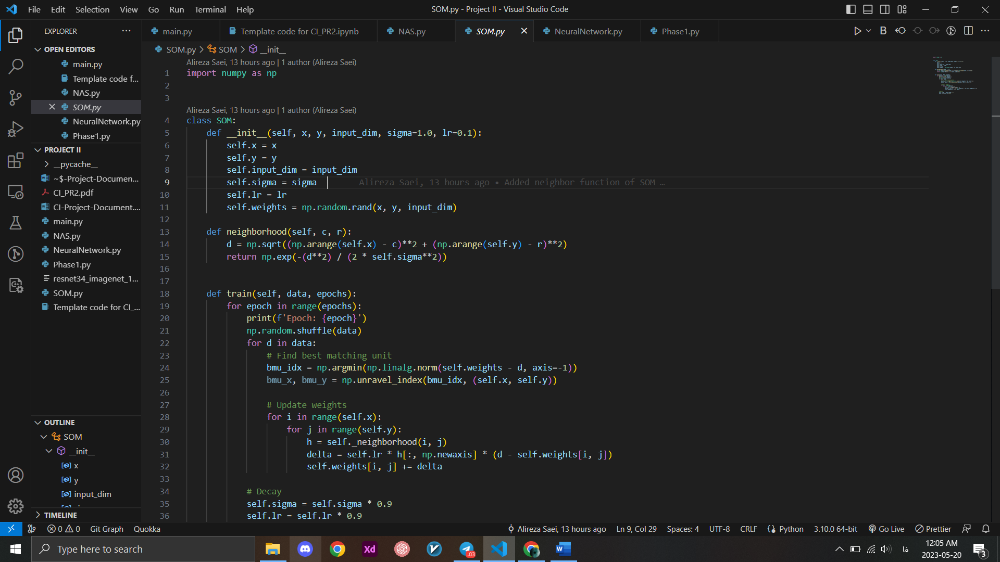 File Edit Selection View Go Run Terminal Help
SOM.py - Project II - Visual Studio Code
EXPLORER
OPEN EDITORS
main.py
Template code f...
NAS.py
SOM.py
NeuralNetwork.py
Phase1.py
PROJECT II
__pycache__
~$-Project-Documen...
CI_PR2.pdf
CI-Project-Document....
main.py
NAS.py
NeuralNetwork.py
Phase1.py
resnet34_imagenet_1...
SOM.py
Template code for CI_...
OUTLINE
SOM
__init__
x
y
input_dim
TIMELINE
main.py Template code for CI_PR2.ipynb NAS.py SOM.py NeuralNetwork.py Phase1.py
SOM.py > SOM > __init__
Alireza Saei, 13 hours ago | 1 author (Alireza Saei)
1 import numpy as np
2
3
Alireza Saei, 13 hours ago | 1 author (Alireza Saei)
4 class SOM:
5 def __init__(self, x, y, input_dim, sigma=1.0, lr=0.1):
6 self.x = x
7 self.y = y
8 self.input_dim = input_dim
9 self.sigma = sigma Alireza Saei, 13 hours ago • Added neighbor function of SOM …
10 self.lr = lr
11 self.weights = np.random.rand(x, y, input_dim)
12
13 def neighborhood(self, c, r):
14 d = np.sqrt((np.arange(self.x) - c)**2 + (np.arange(self.y) - r)**2)
15 return np.exp(-(d**2) / (2 * self.sigma**2))
16
17
18 def train(self, data, epochs):
19 for epoch in range(epochs):
20 print(f'Epoch: {epoch}')
21 np.random.shuffle(data)
22 for d in data:
23 # Find best matching unit
24 bmu_idx = np.argmin(np.linalg.norm(self.weights - d, axis=-1))
25 bmu_x, bmu_y = np.unravel_index(bmu_idx, (self.x, self.y))
26
27 # Update weights
28 for i in range(self.x):
29 for j in range(self.y):
30 h = self._neighborhood(i, j)
31 delta = self.lr * h[:, np.newaxis] * (d - self.weights[i, j])
32 self.weights[i, j] += delta
33
34 # Decay
35 self.sigma = self.sigma * 0.9
36 self.lr = self.lr * 0.9
0 0 Git Graph Quokka
Alireza Saei, 13 hours ago Ln 9, Col 29 Spaces: 4 UTF-8 CRLF Python 3.10.0 64-bit Go Live Prettier
Type here to search
Xd
..03
فا
12:05 AM
2023-05-20
3